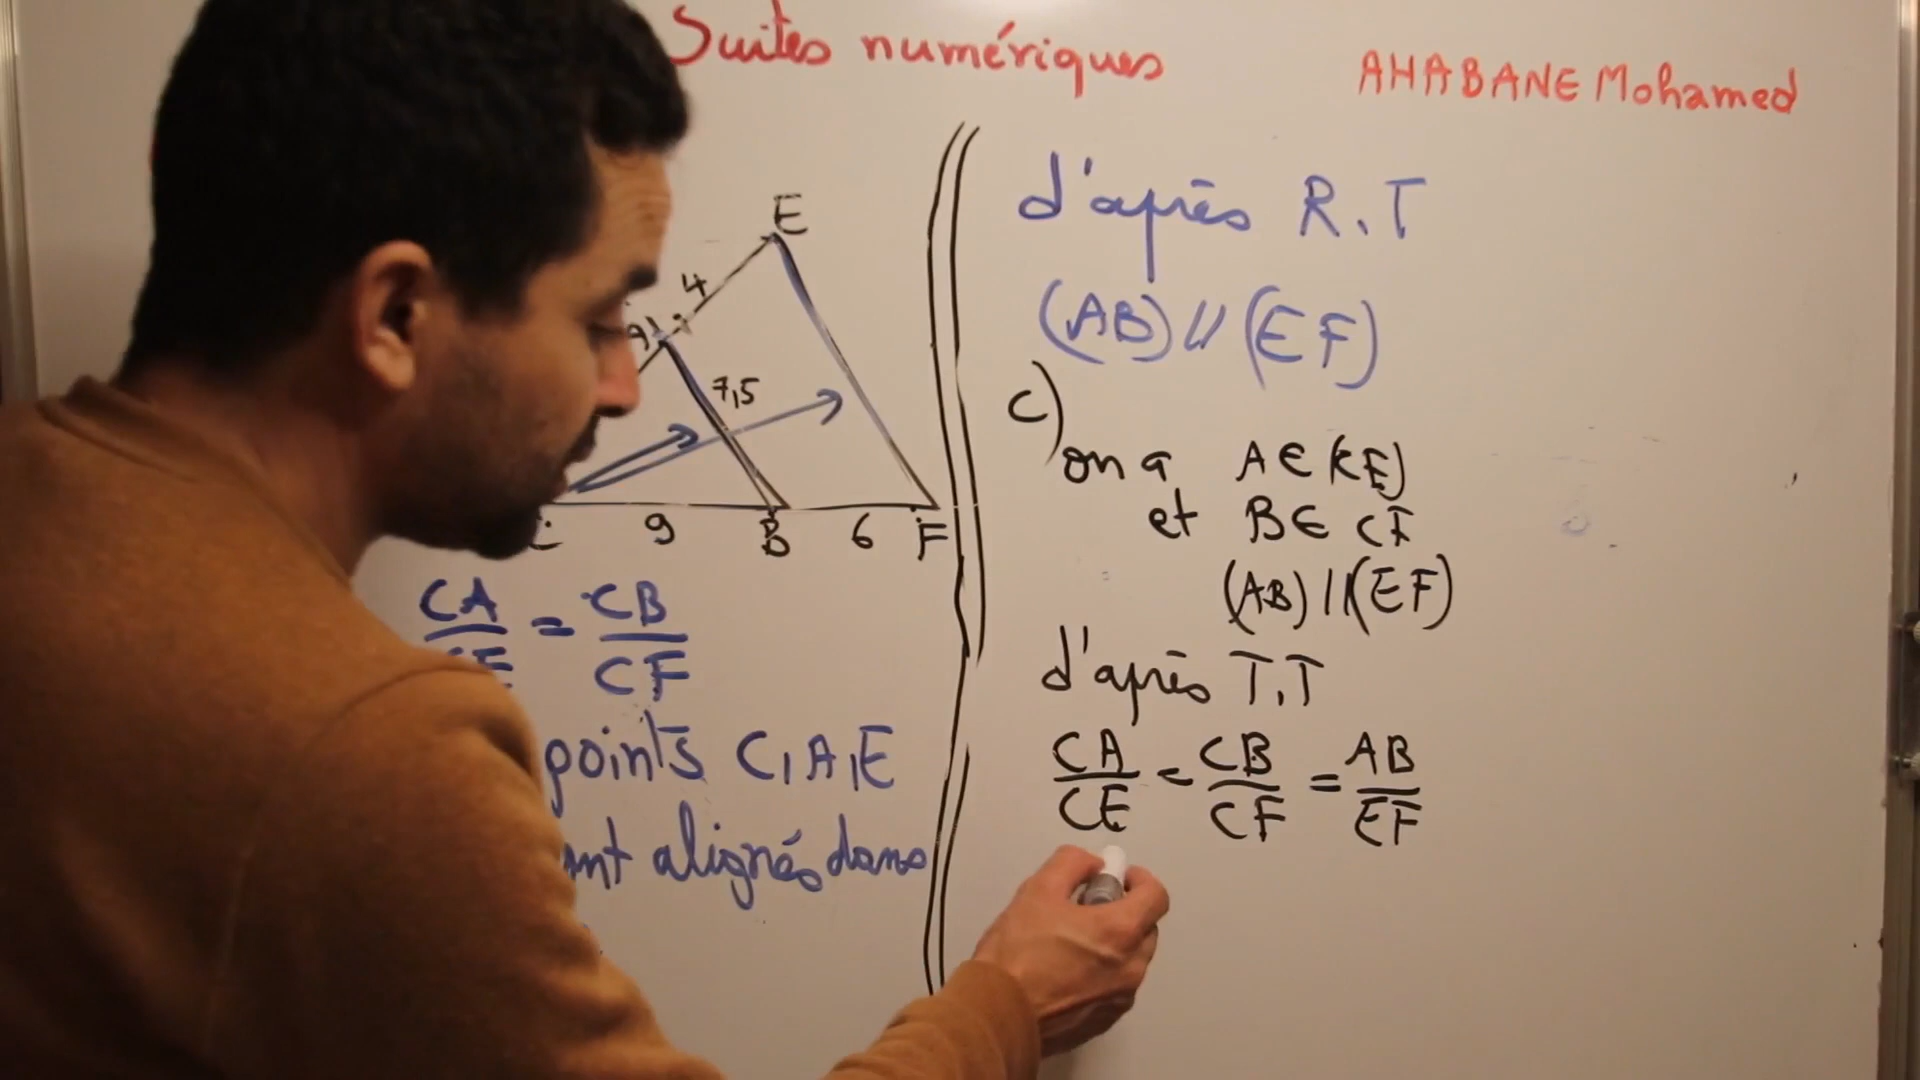 Suites numériques
AHABANE Mohamed
E
4
7,5
9 B 6 F
CA = CB
CF
points C, A, E
alignés dans
d'après R.T
(AB) // (EF)
c)
on a A ∈ (CE)
et B ∈ CF
(AB) // (EF)
d'après T.T
CA = CB = AB
CE CF EF